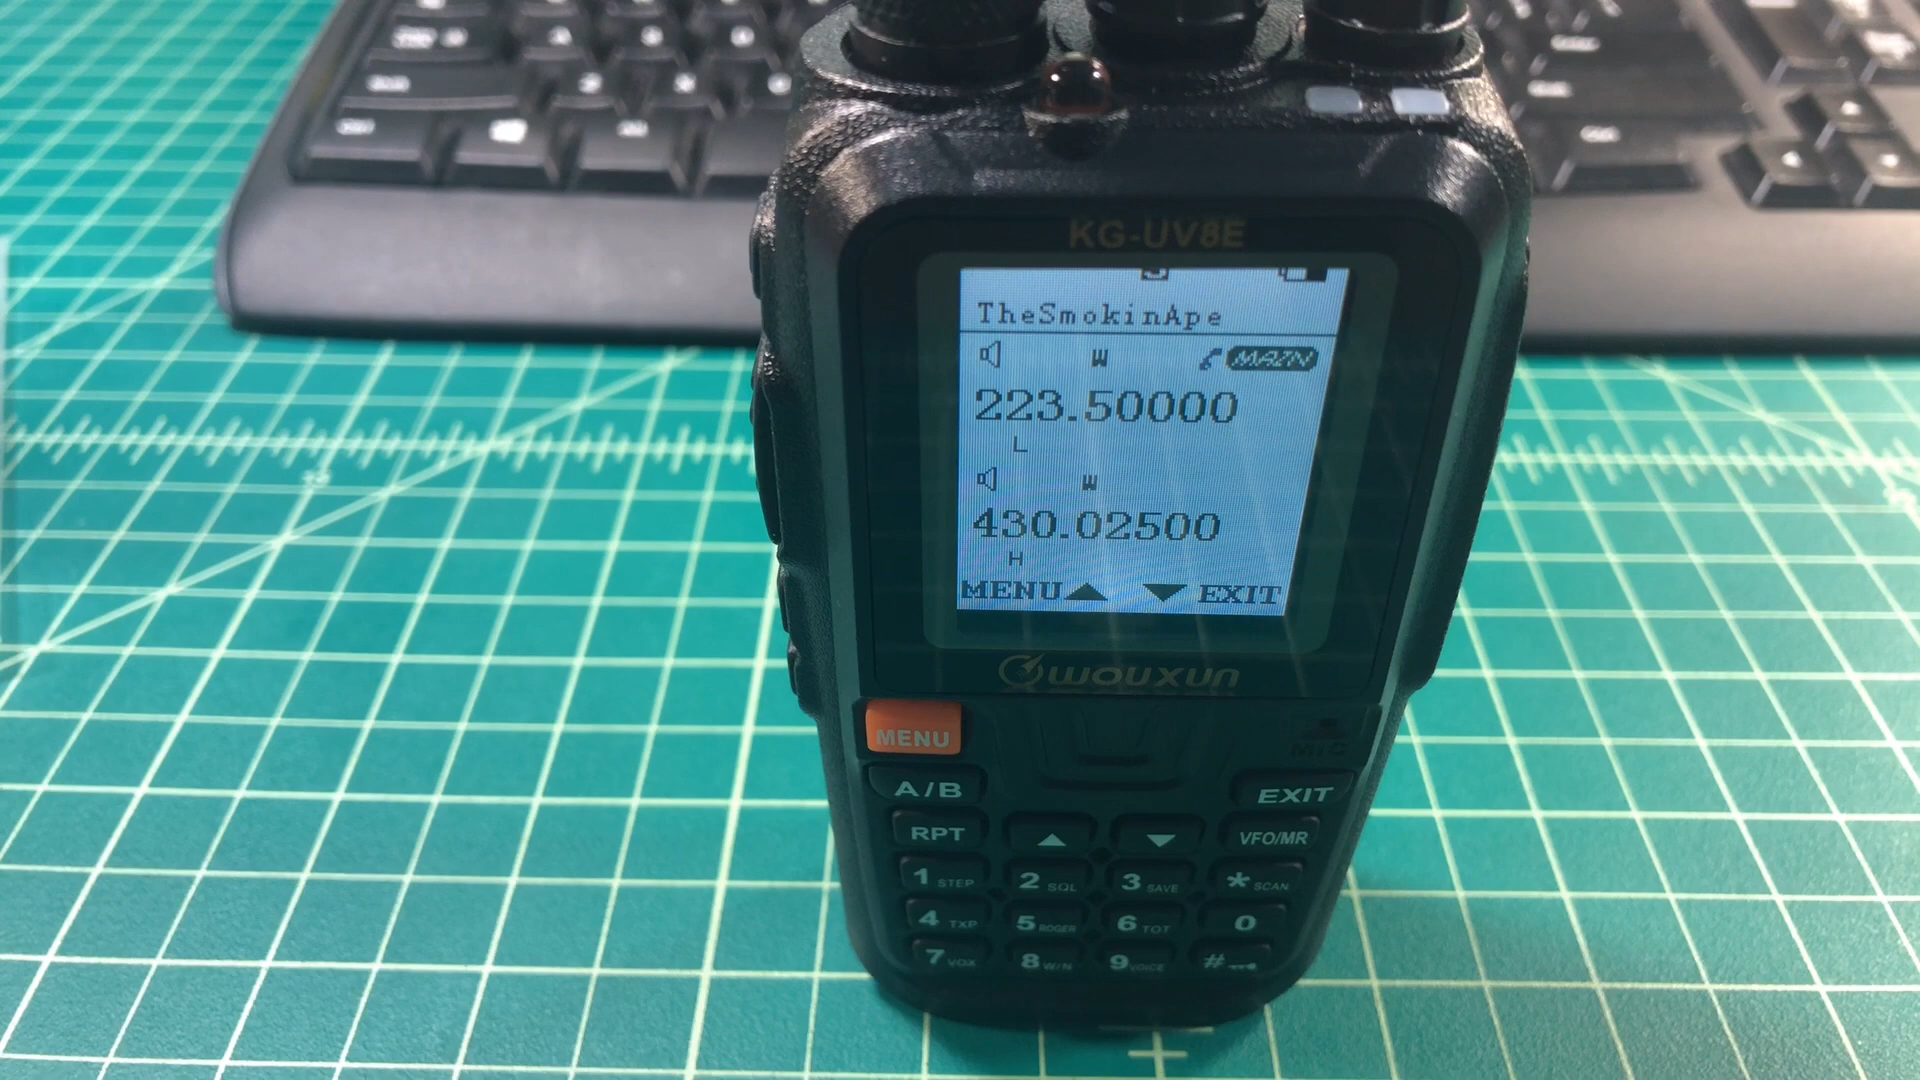 KG-UV8E
TheSmokinApe
W MAIN
223.50000
L
W
430.02500
H
MENU EXIT
WOUXUN
MENU
MIC
A/B EXIT
RPT VFO/MR
1 STEP 2 SQL 3 SAVE * SCAN
4 TXP 5 ROGER 6 TOT 0
7 VOX 8 W/N 9 VOICE #